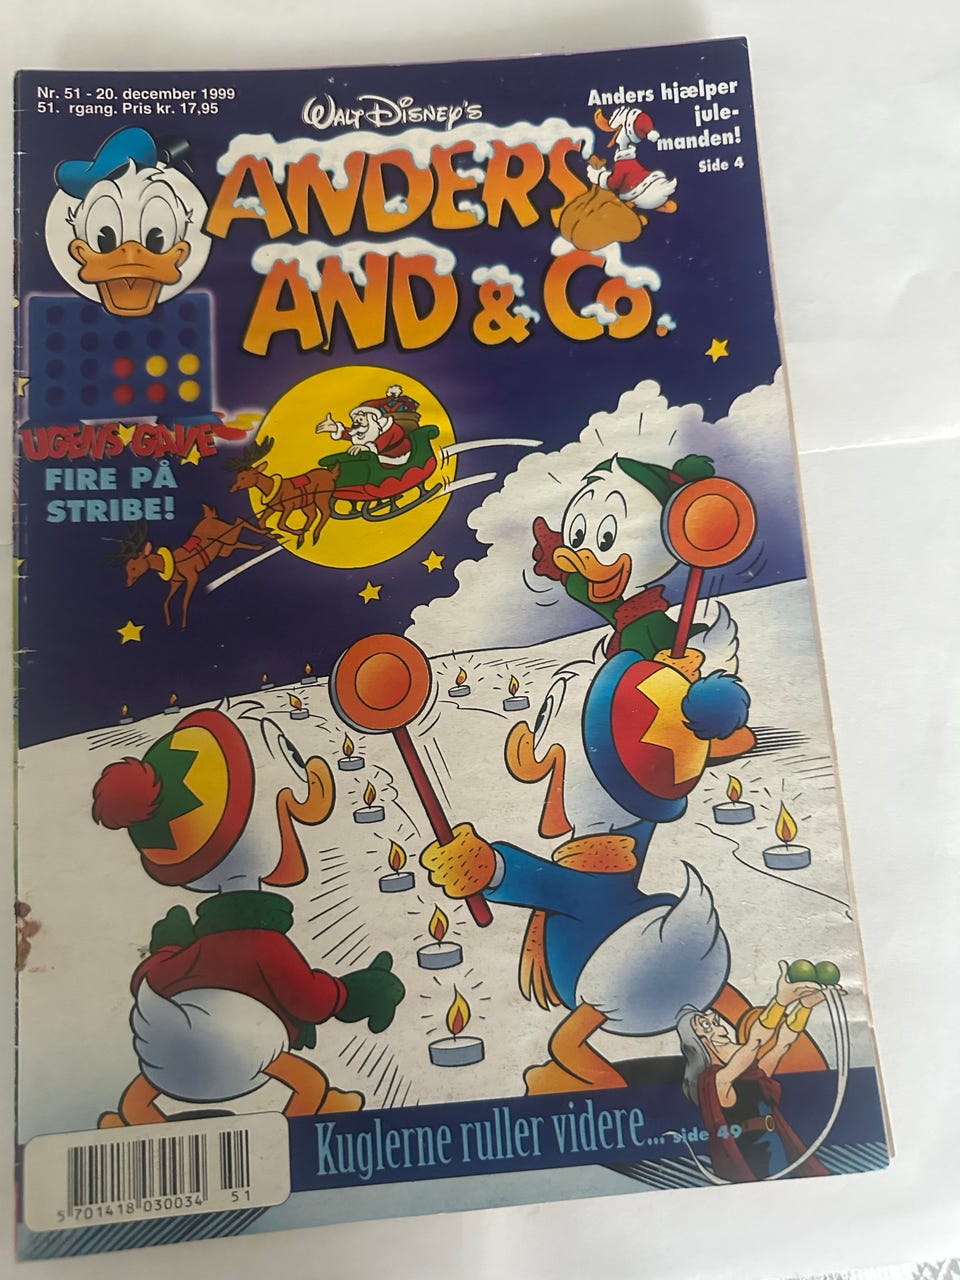 Nr. 51 - 20. december 1999
51. rgang. Pris kr. 17,95
WALT DISNEY'S
ANDERS
AND & Co.
Anders hjælper
jule-
manden!
Side 4
UGENS GAVE
FIRE PÅ
STRIBE!
Kuglerne ruller videre... side 49
5 701418 030034 51